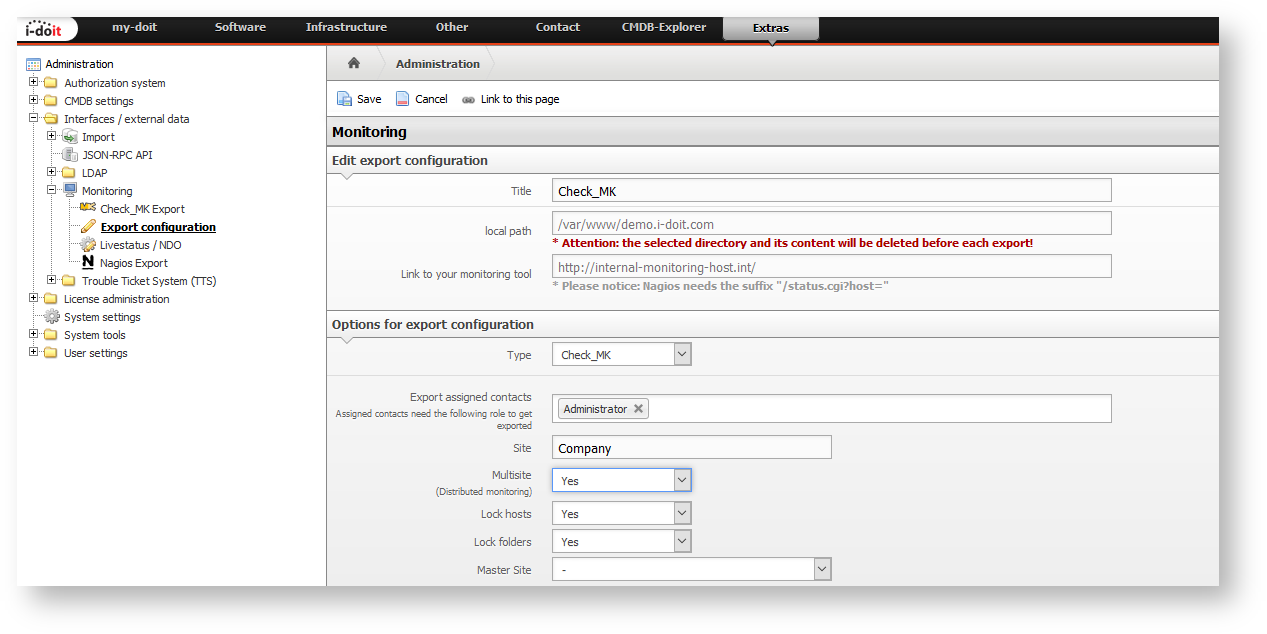 i-doit
my-doit Software Infrastructure Other Contact CMDB-Explorer Extras
Administration
Authorization system
CMDB settings
Interfaces / external data
Import
JSON-RPC API
LDAP
Monitoring
Check_MK Export
Export configuration
Livestatus / NDO
Nagios Export
Trouble Ticket System (TTS)
License administration
System settings
System tools
User settings
Administration
Save Cancel Link to this page
Monitoring
Edit export configuration
Title Check_MK
local path /var/www/demo.i-doit.com
* Attention: the selected directory and its content will be deleted before each export!
Link to your monitoring tool http://internal-monitoring-host.int/
* Please notice: Nagios needs the suffix "/status.cgi?host="
Options for export configuration
Type Check_MK
Export assigned contacts
Assigned contacts need the following role to get
exported
Administrator
Site Company
Multisite
(Distributed monitoring)
Yes
Lock hosts Yes
Lock folders Yes
Master Site -